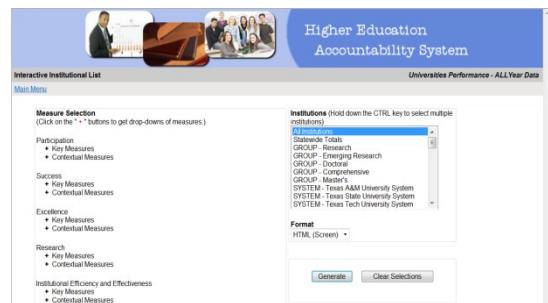 Higher Education
Accountability System
Interactive Institutional List
Universities Performance - ALLYear Data
Main Menu
Measure Selection
(Click on the "+" buttons to get drop-downs of measures.)
Participation
+ Key Measures
+ Contextual Measures
Success
+ Key Measures
+ Contextual Measures
Excellence
+ Key Measures
+ Contextual Measures
Research
+ Key Measures
+ Contextual Measures
Institutional Efficiency and Effectiveness
+ Key Measures
+ Contextual Measures
Institutions (Hold down the CTRL key to select multiple
institutions)
All Institutions
Statewide Totals
GROUP - Research
GROUP - Emerging Research
GROUP - Doctoral
GROUP - Comprehensive
GROUP - Master's
SYSTEM - Texas A&M University System
SYSTEM - Texas State University System
SYSTEM - Texas Tech University System
Format
HTML (Screen)
Generate
Clear Selections